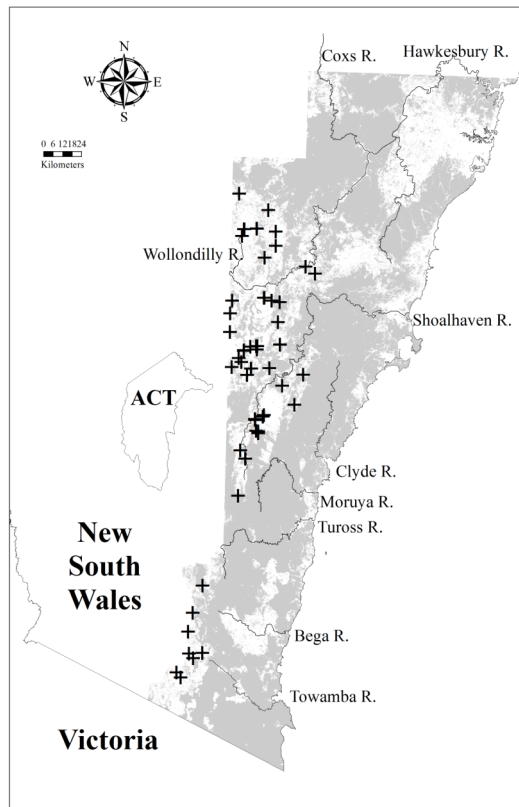 Coxs R.
Hawkesbury R.
N
W
E
S
0 6 121824
Kilometers
Wollondilly R.
Shoalhaven R.
ACT
Clyde R.
Moruya R.
Tuross R.
New
South
Wales
Bega R.
Towamba R.
Victoria